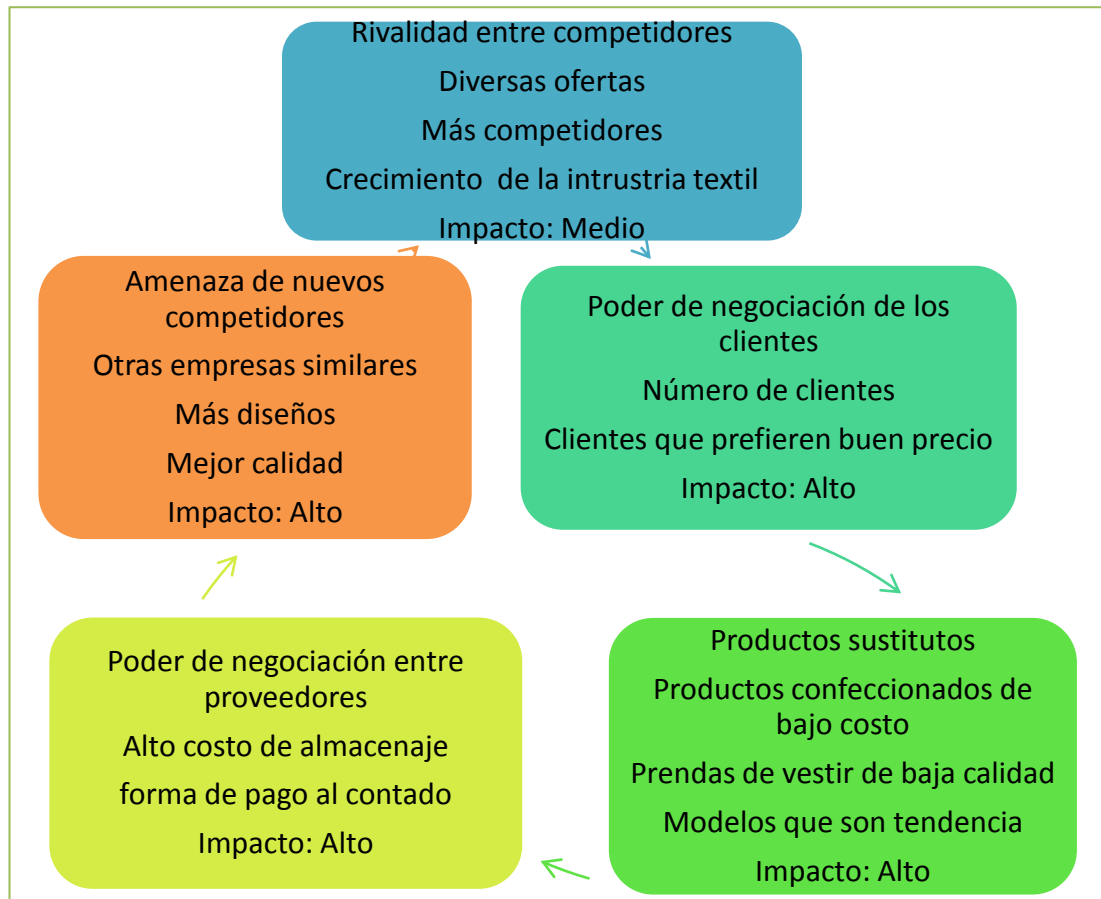 Rivalidad entre competidores
Diversas ofertas
Más competidores
Crecimiento de la intrustria textil
Impacto: Medio
Poder de negociación de los
clientes
Número de clientes
Clientes que prefieren buen precio
Impacto: Alto
Productos sustitutos
Productos confeccionados de
bajo costo
Prendas de vestir de baja calidad
Modelos que son tendencia
Impacto: Alto
Poder de negociación entre
proveedores
Alto costo de almacenaje
forma de pago al contado
Impacto: Alto
Amenaza de nuevos
competidores
Otras empresas similares
Más diseños
Mejor calidad
Impacto: Alto